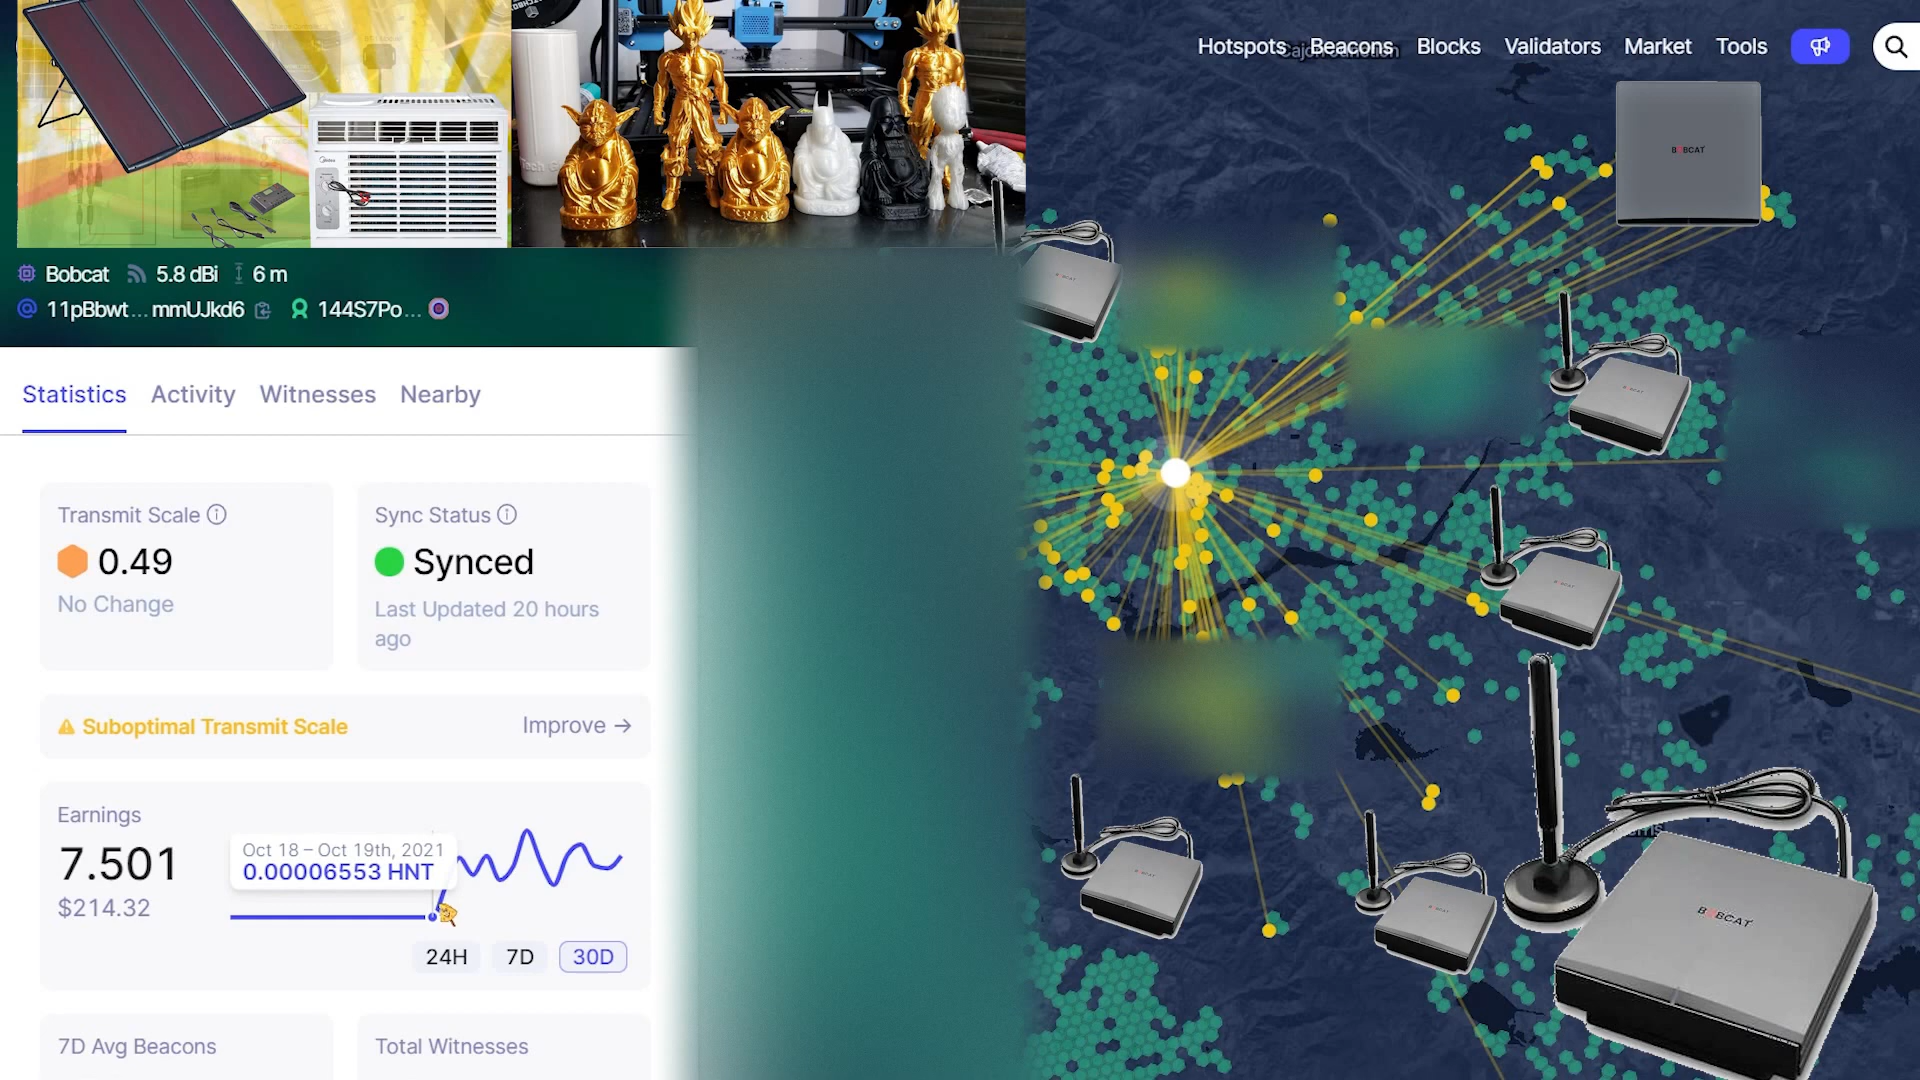 Hotspots Beacons Blocks Validators Market Tools
BOBCAT
Bobcat 5.8 dBi 6 m
11pBbwt...mmUJkd6 144S7Po...
Statistics Activity Witnesses Nearby
Transmit Scale
0.49
No Change
Sync Status
Synced
Last Updated 20 hours
ago
Suboptimal Transmit Scale Improve →
Earnings
7.501
$214.32
Oct 18 – Oct 19th, 2021
0.00006553 HNT
24H 7D 30D
7D Avg Beacons Total Witnesses
BOBCAT